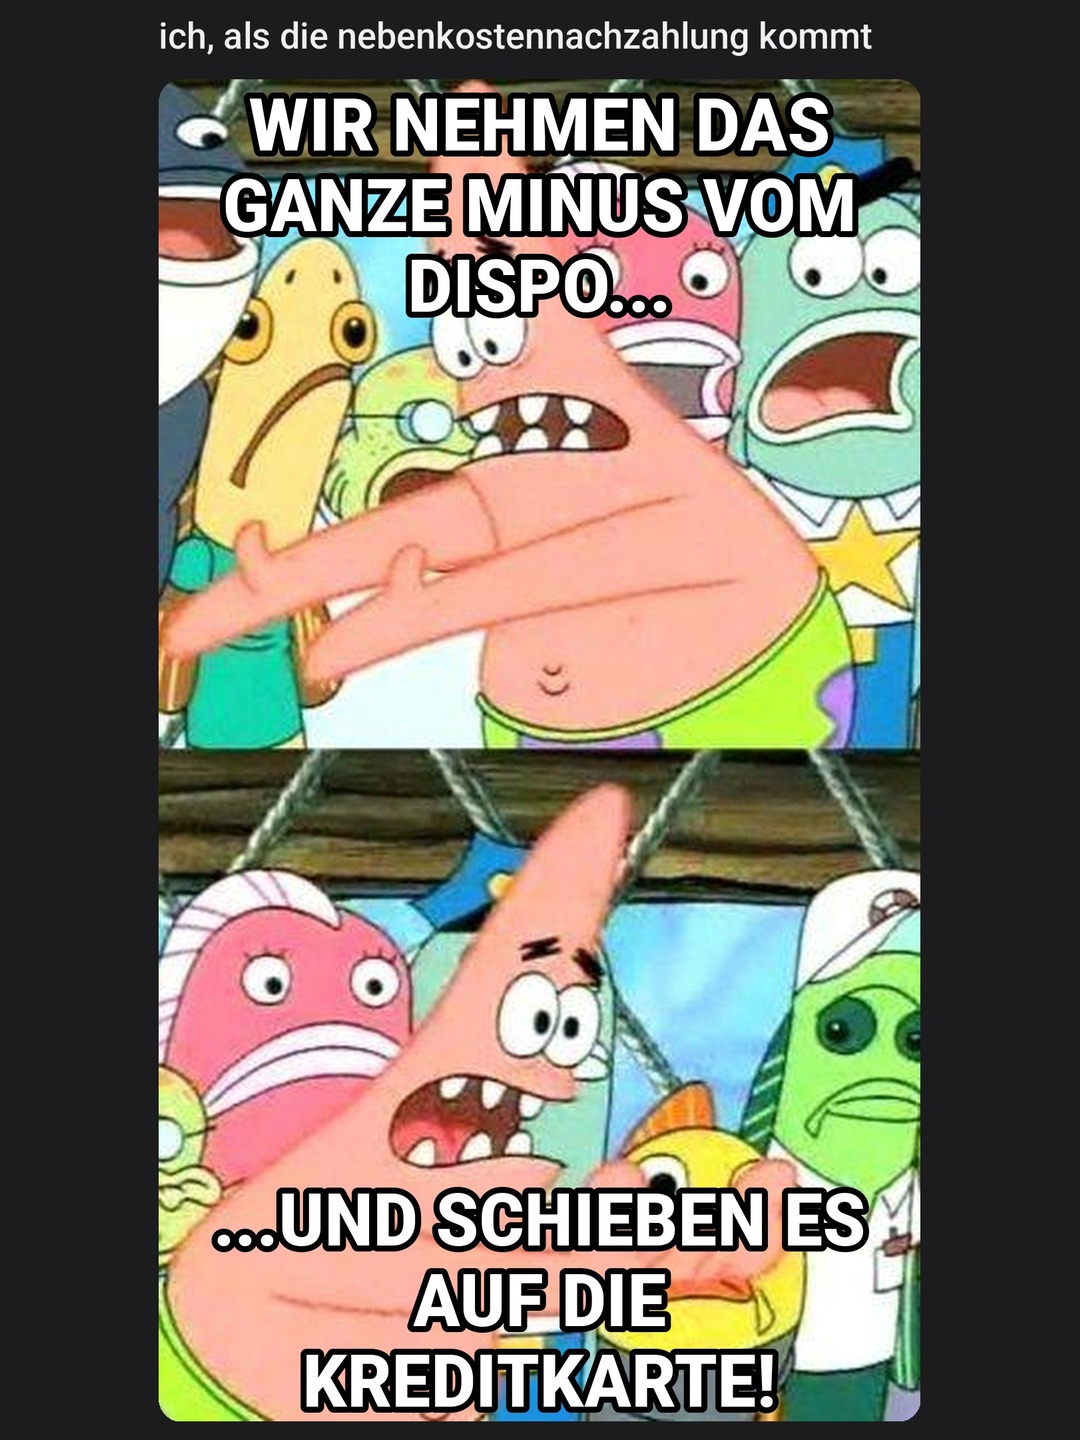 ich, als die nebenkostennachzahlung kommt
WIR NEHMEN DAS
GANZE MINUS VOM
DISPO...
...UND SCHIEBEN ES
AUF DIE
KREDITKARTE!